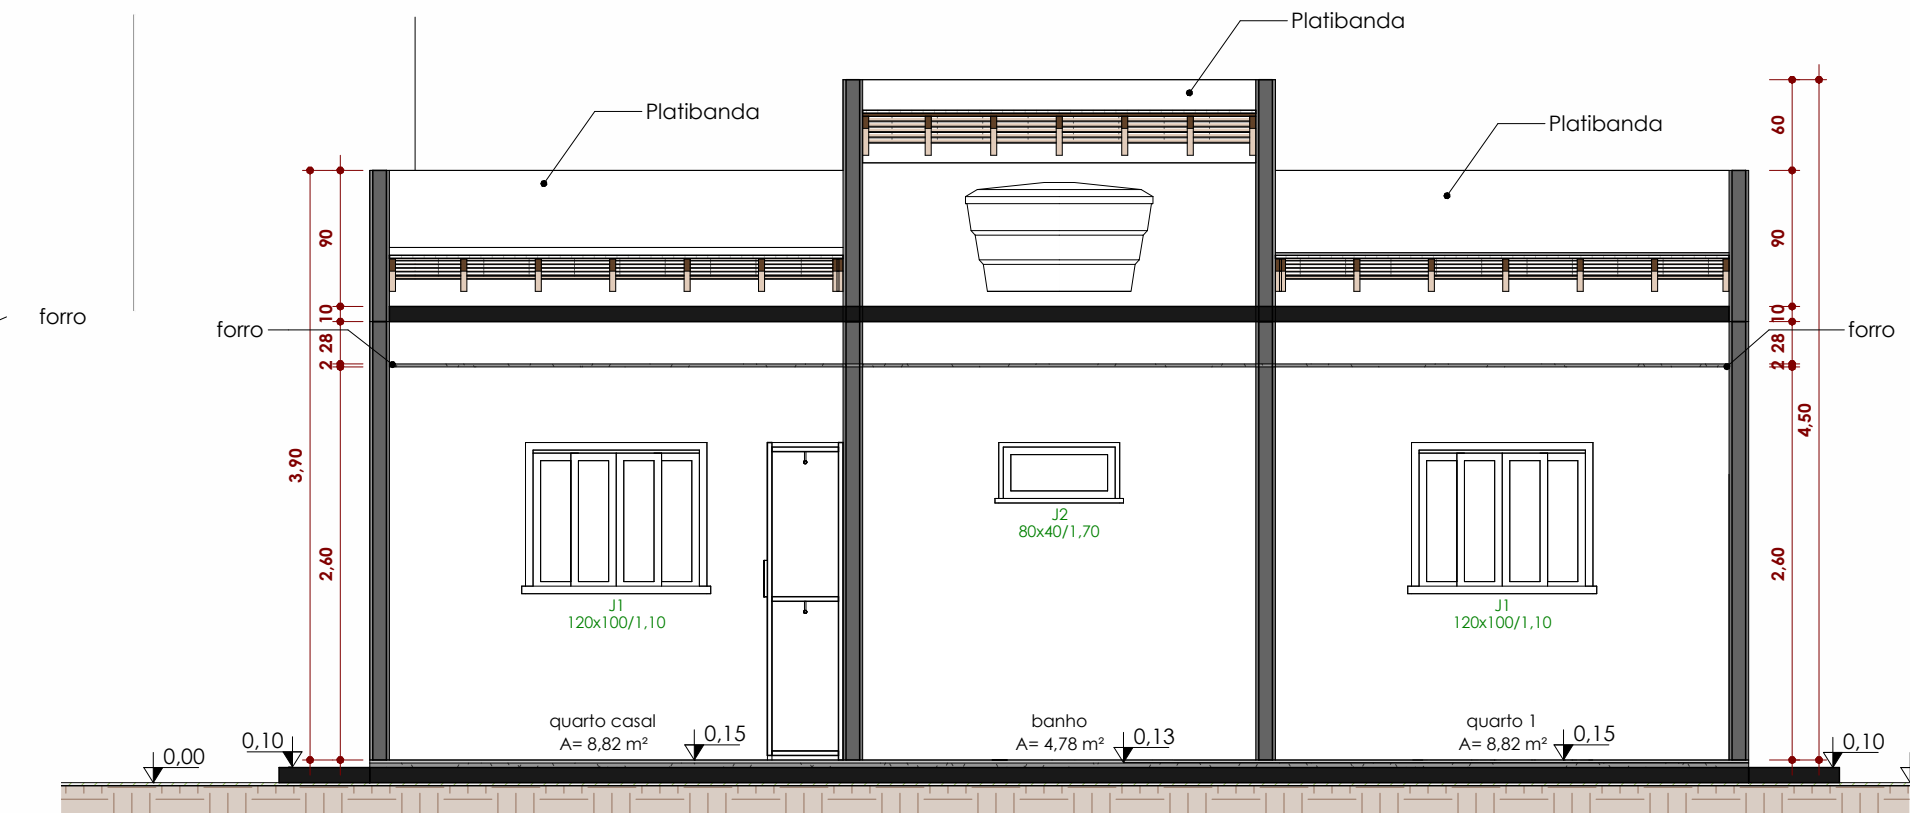 Platibanda
Platibanda
Platibanda
60
90
90
10
10
forro
forro
forro
28
28
2
2
4,50
3,90
2,60
2,60
J2
80x40/1,70
J1
120x100/1,10
J1
120x100/1,10
quarto casal
A= 8,82 m²
0,15
banho
A= 4,78 m²
0,13
quarto 1
A= 8,82 m²
0,15
0,00
0,10
0,10